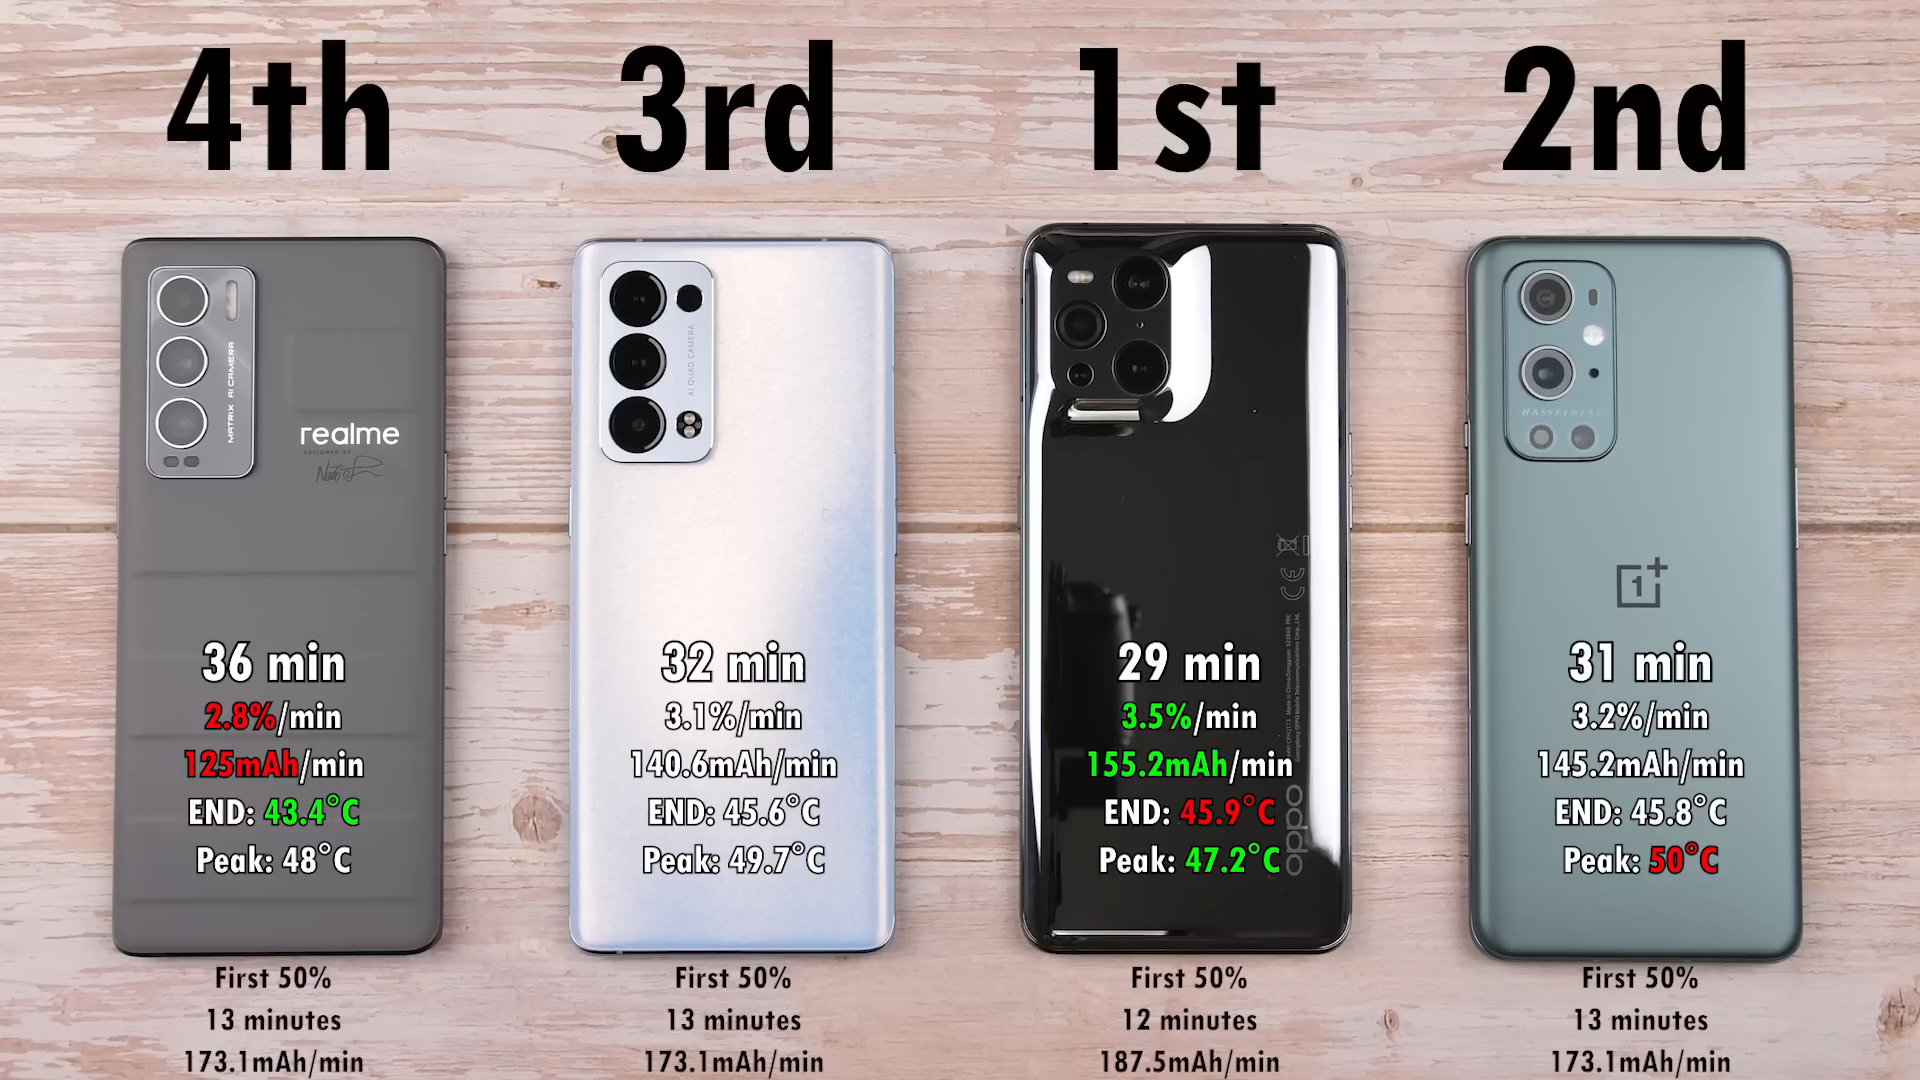 4th
3rd
1st
2nd
MATRIX AI CAMERA
realme
DESIGNED BY
36 min
2.8%/min
125mAh/min
END: 43.4°C
Peak: 48°C
First 50%
13 minutes
173.1mAh/min
AI QUAD CAMERA
32 min
3.1%/min
140.6mAh/min
END: 45.6°C
Peak: 49.7°C
First 50%
13 minutes
173.1mAh/min
oppo
29 min
3.5%/min
155.2mAh/min
END: 45.9°C
Peak: 47.2°C
First 50%
12 minutes
187.5mAh/min
HASSELBLAD
1+
31 min
3.2%/min
145.2mAh/min
END: 45.8°C
Peak: 50°C
First 50%
13 minutes
173.1mAh/min